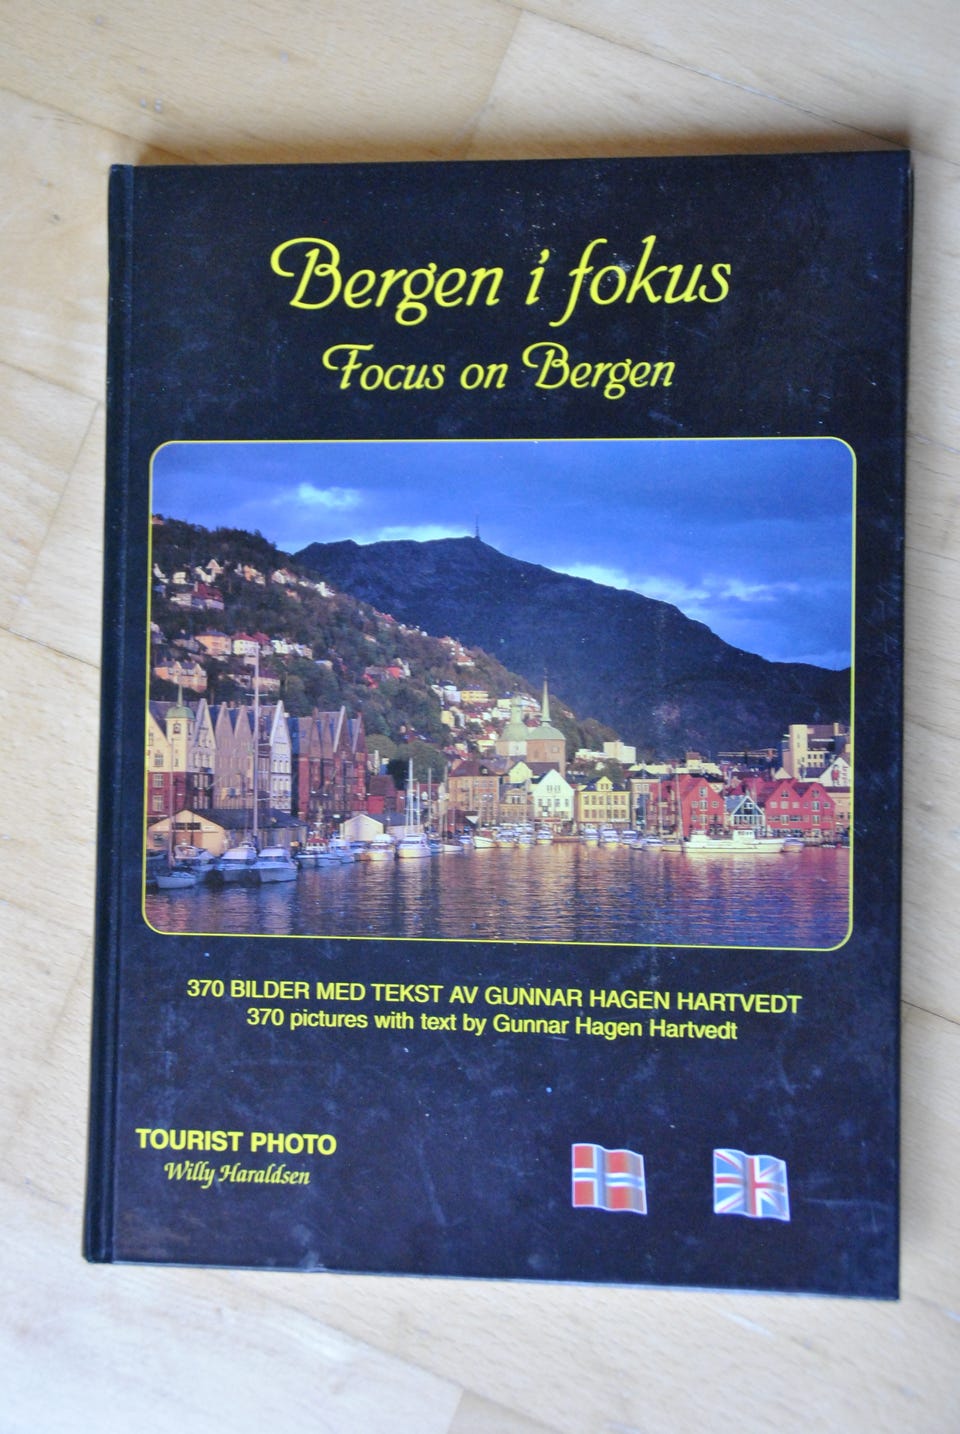 Bergen i fokus
Focus on Bergen
370 BILDER MED TEKST AV GUNNAR HAGEN HARTVEDT
370 pictures with text by Gunnar Hagen Hartvedt
TOURIST PHOTO
Willy Haraldsen